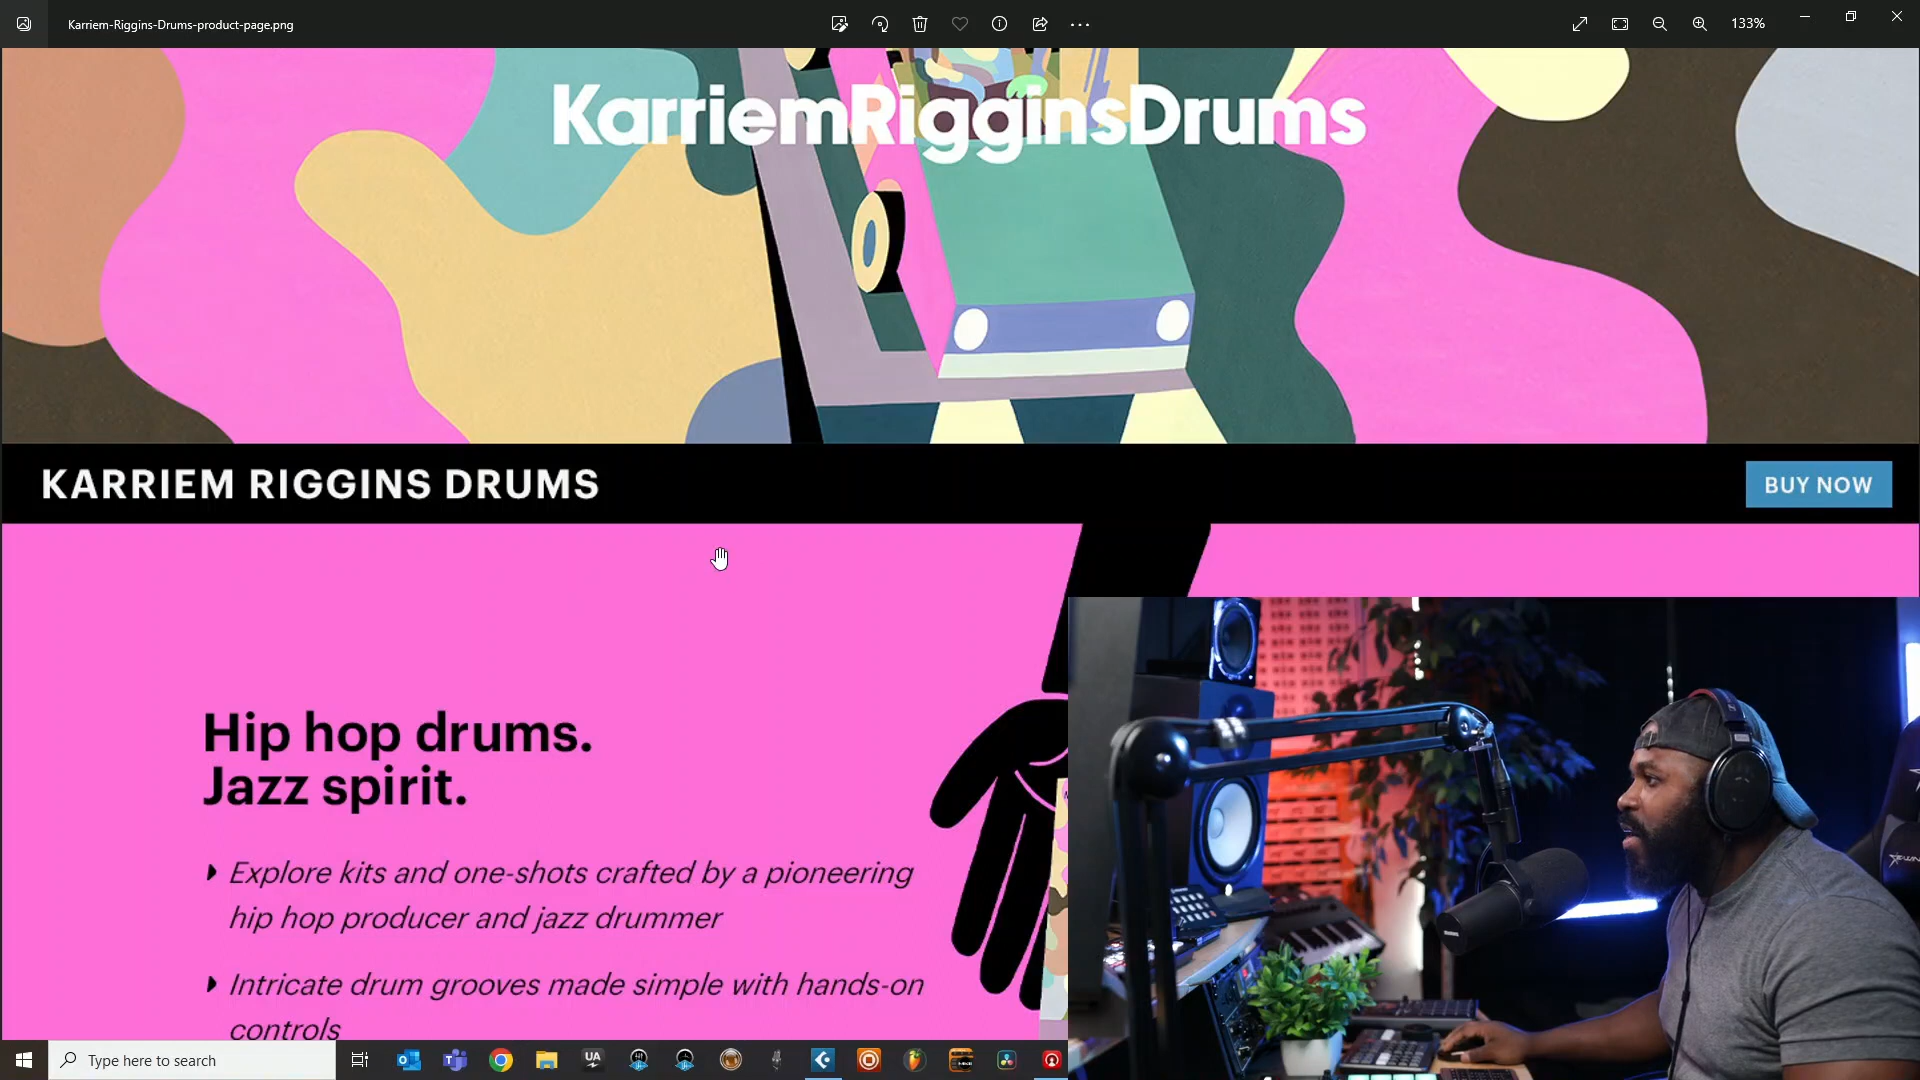 Karriem-Riggins-Drums-product-page.png
133%
KarriemRigginsDrums
KARRIEM RIGGINS DRUMS
BUY NOW
Hip hop drums.
Jazz spirit.
Explore kits and one-shots crafted by a pioneering
hip hop producer and jazz drummer
Intricate drum grooves made simple with hands-on
controls
Type here to search
UA